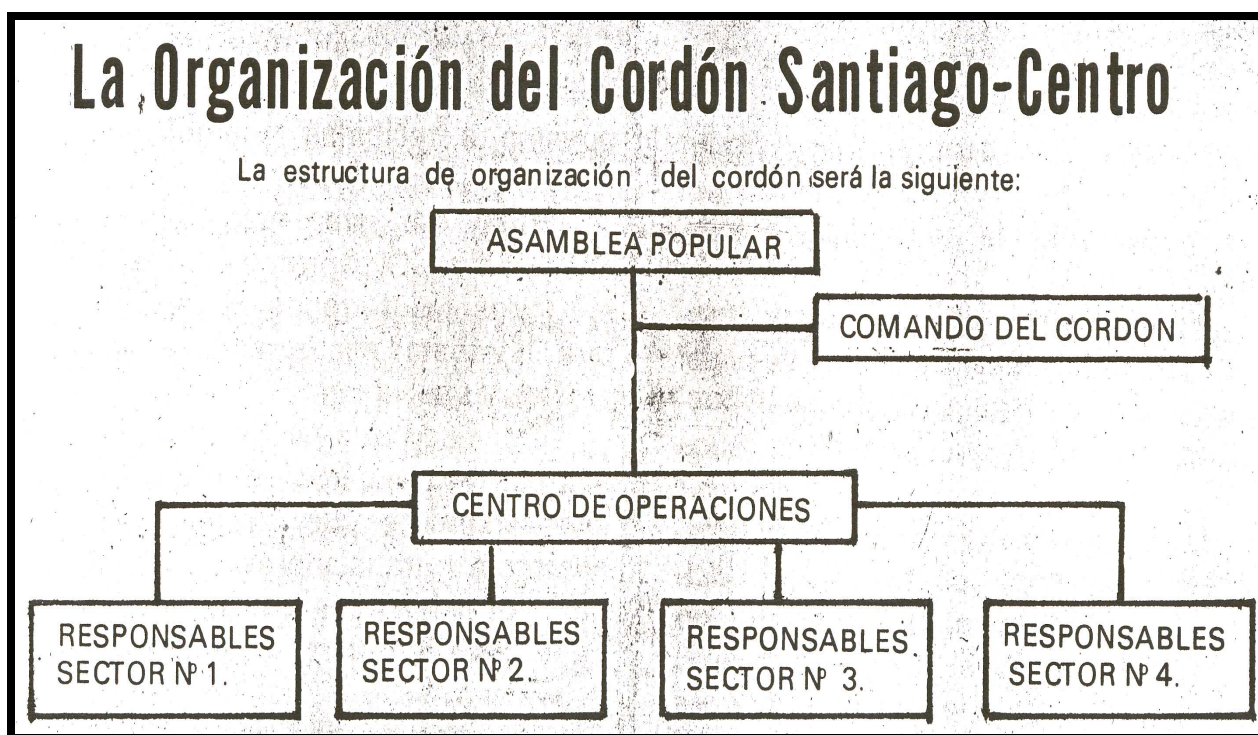 La Organización del Cordón Santiago-Centro
La estructura de organización del cordón será la siguiente:
ASAMBLEA POPULAR
COMANDO DEL CORDON
CENTRO DE OPERACIONES
RESPONSABLES
SECTOR Nº 1.
RESPONSABLES
SECTOR Nº 2.
RESPONSABLES.
SECTOR Nº 3.
RESPONSABLES
SECTOR Nº 4.